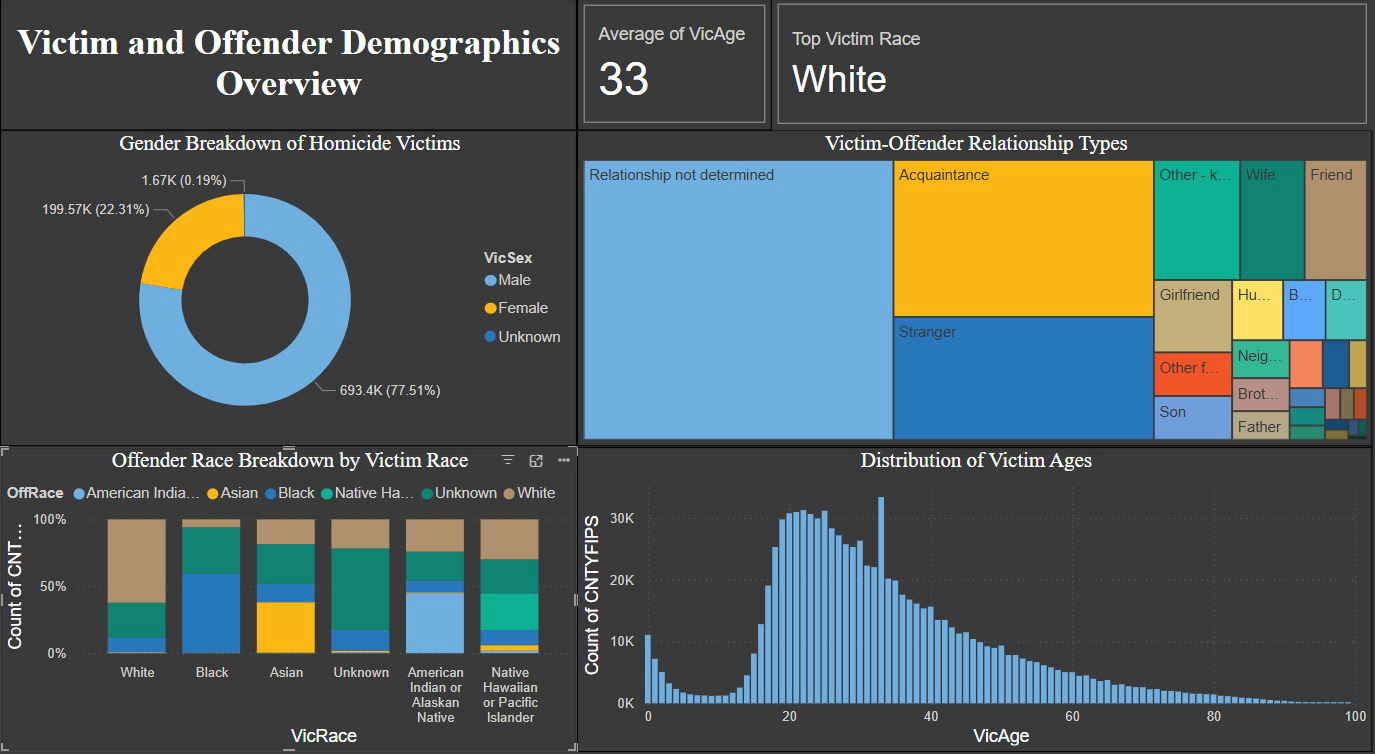 Victim and Offender Demographics
Overview
Average of VicAge
33
Top Victim Race
White
Gender Breakdown of Homicide Victims
1.67K (0.19%)
199.57K (22.31%)
693.4K (77.51%)
VicSex
Male
Female
Unknown
Victim-Offender Relationship Types
Relationship not determined
Acquaintance
Stranger
Other - k...
Wife
Friend
Girlfriend
Hu...
B...
D...
Other f...
Neig...
Son
Brot...
Father
Offender Race Breakdown by Victim Race
OffRace American India... Asian Black Native Ha... Unknown White
Count of CNT...
100%
50%
0%
White
Black
Asian
Unknown
American
Indian or
Alaskan
Native
Native
Hawaiian
or Pacific
Islander
VicRace
Distribution of Victim Ages
Count of CNTYFIPS
30K
20K
10K
0K
0 20 40 60 80 100
VicAge